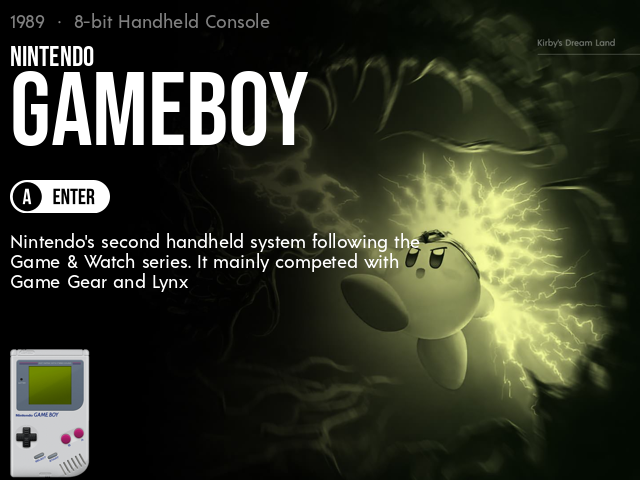 1989 · 8-bit Handheld Console
Kirby's Dream Land
NINTENDO
GAMEBOY
A ENTER
Nintendo's second handheld system following the
Game & Watch series. It mainly competed with
Game Gear and Lynx
Nintendo GAME BOY